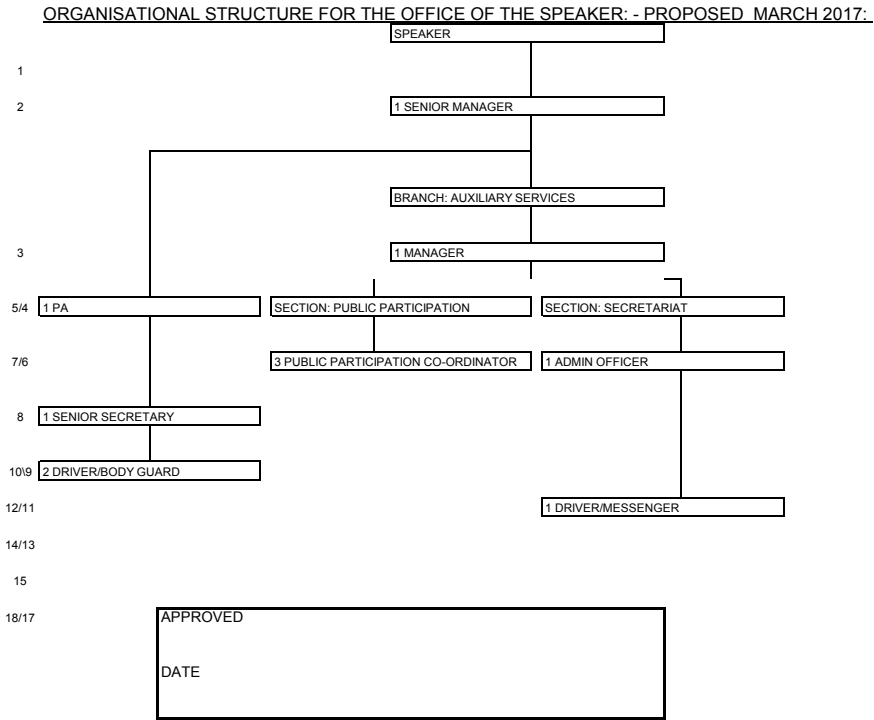 ORGANISATIONAL STRUCTURE FOR THE OFFICE OF THE SPEAKER: - PROPOSED MARCH 2017:
SPEAKER
1
2 1 SENIOR MANAGER
BRANCH: AUXILIARY SERVICES
3 1 MANAGER
5/4 1 PA SECTION: PUBLIC PARTICIPATION SECTION: SECRETARIAT
7/6 3 PUBLIC PARTICIPATION CO-ORDINATOR 1 ADMIN OFFICER
8 1 SENIOR SECRETARY
10\9 2 DRIVER/BODY GUARD
12/11 1 DRIVER/MESSENGER
14/13
15
18/17 APPROVED
DATE